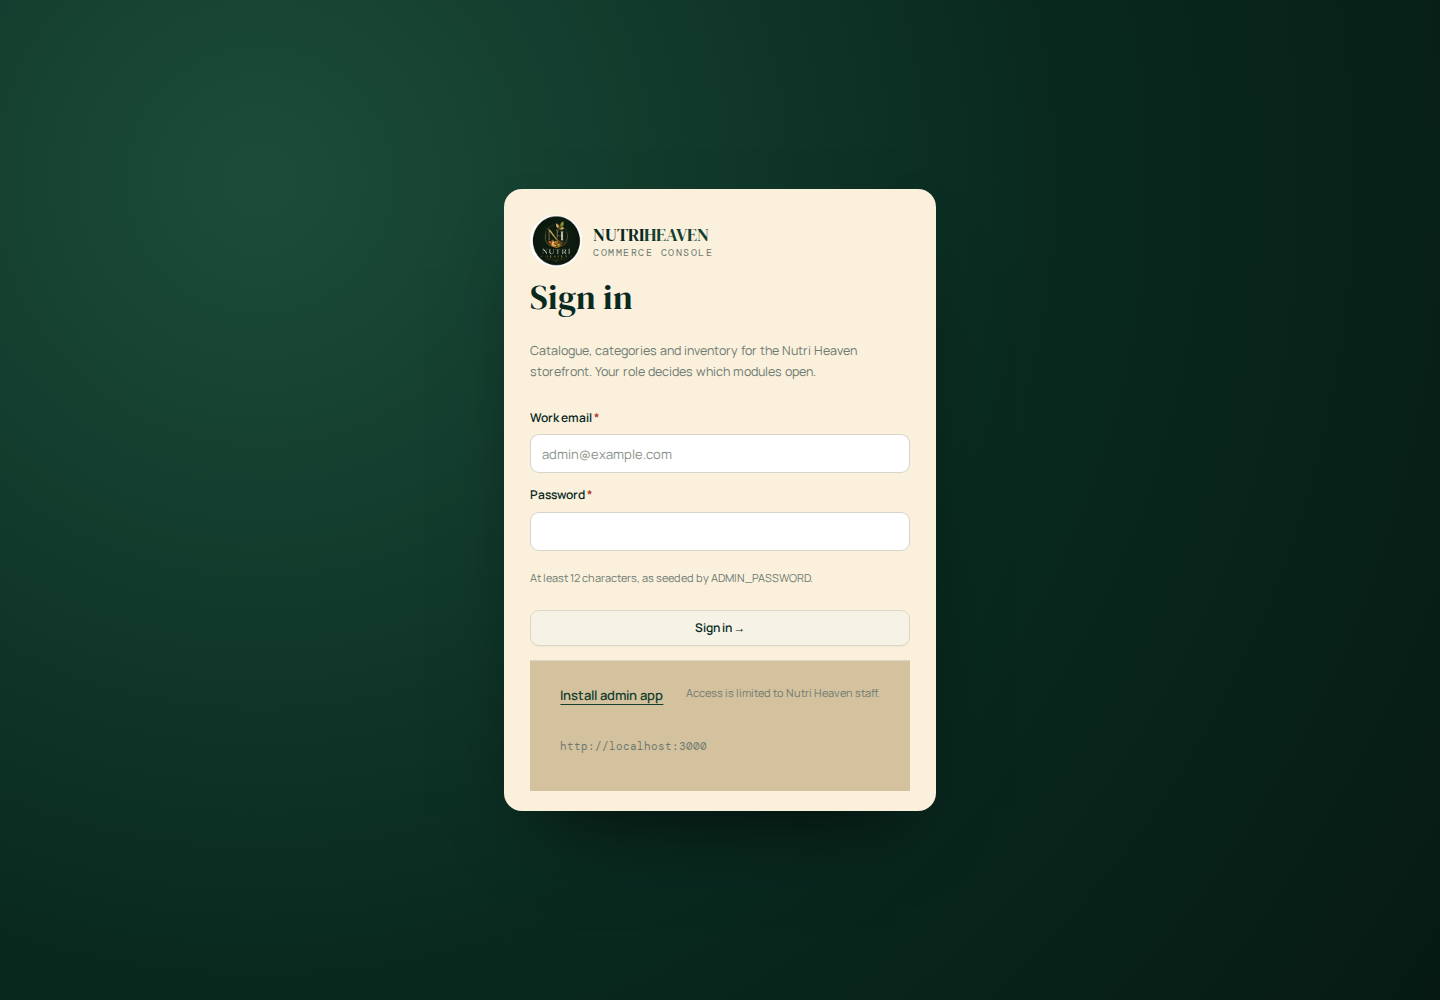 NUTRI
NUTRIHEAVEN
COMMERCE CONSOLE
Sign in
Catalogue, categories and inventory for the Nutri Heaven
storefront. Your role decides which modules open.
Work email *
admin@example.com
Password *
At least 12 characters, as seeded by ADMIN_PASSWORD.
Sign in →
Install admin app
Access is limited to Nutri Heaven staff.
http://localhost:3000